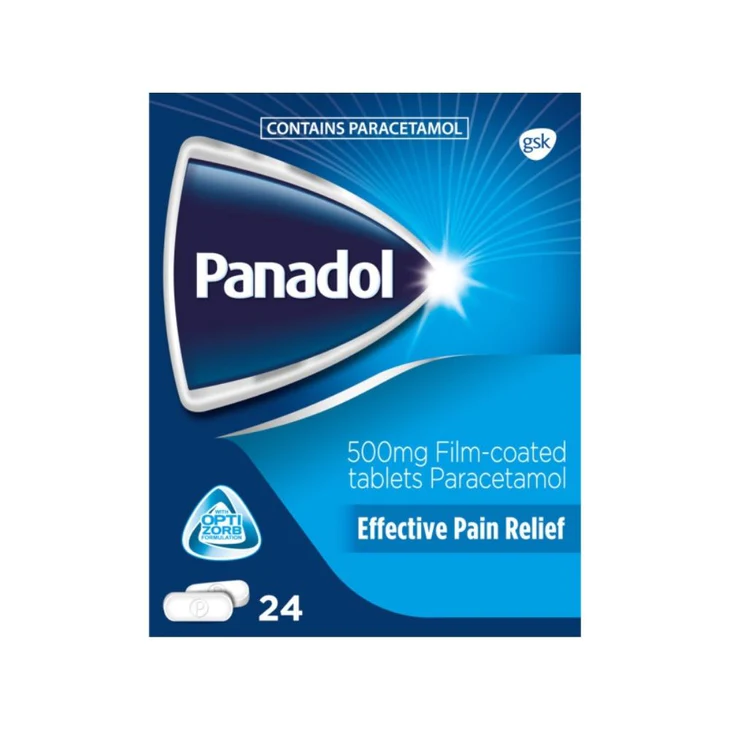 CONTAINS PARACETAMOL
gsk
Panadol
500mg Film-coated
tablets Paracetamol
Effective Pain Relief
WITH
OPTI
ZORB
FORMULATION
P
24